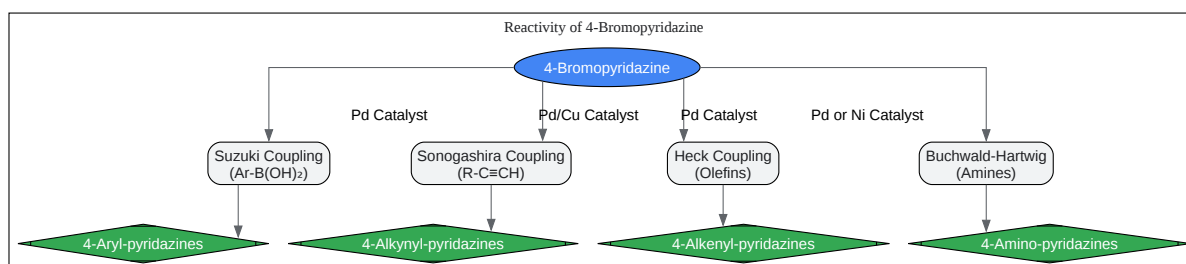 Reactivity of 4-Bromopyridazine
4-Bromopyridazine
Pd Catalyst
Pd/Cu Catalyst
Pd Catalyst
Pd or Ni Catalyst
Suzuki Coupling
(Ar-B(OH)₂)
Sonogashira Coupling
(R-C≡CH)
Heck Coupling
(Olefins)
Buchwald-Hartwig
(Amines)
4-Aryl-pyridazines
4-Alkynyl-pyridazines
4-Alkenyl-pyridazines
4-Amino-pyridazines